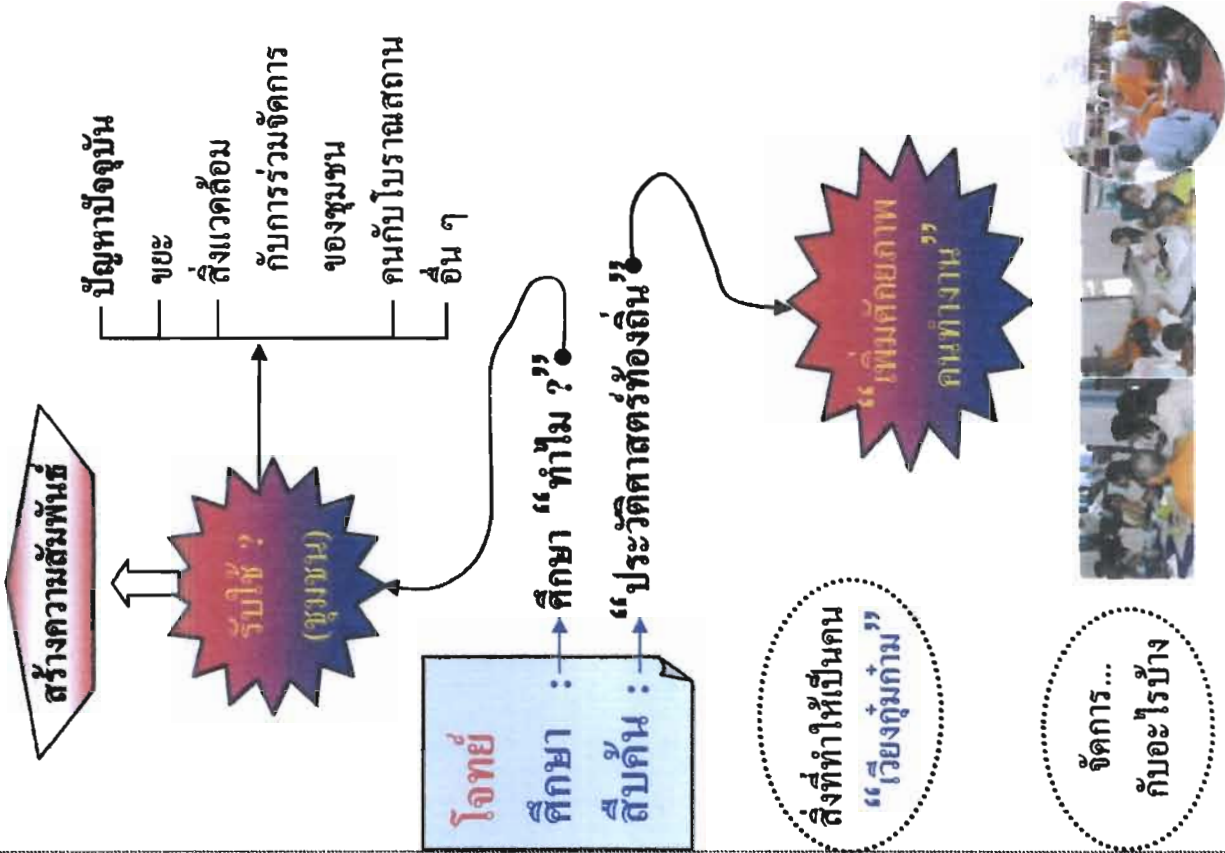 สร้างความสัมพันธ์
รับใช้ ?
(ชุมชน)
ปัญหาปัจจุบัน
ขยะ
สิ่งแวดล้อม
กับการร่วมจัดการ
ของชุมชน
คนกับโบราณสถาน
อื่น ๆ
โจทย์
ศึกษา : ศึกษา “ทำไม ?”
สืบค้น : “ประวัติศาสตร์ท้องถิ่น”
“เพิ่มศักยภาพ
คนทำงาน”
สิ่งที่ทำให้เป็นคน
“เวียงกุ๋มก๋าม”
จัดการ...
กับอะไรบ้าง